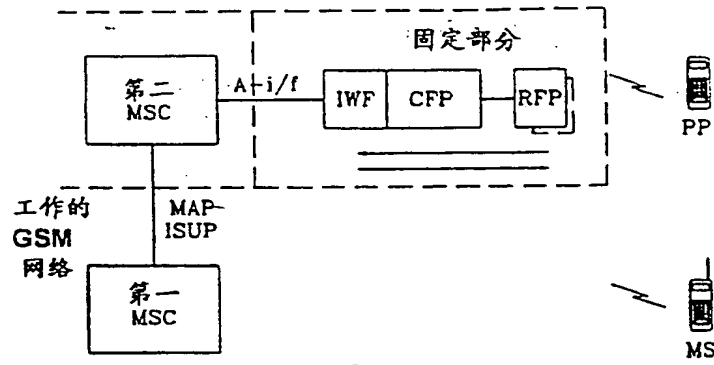 固定部分
第二
MSC
A-i/f
IWF
CFP
RFP
PP
工作的
GSM
网络
MAP-
ISUP
第一
MSC
MS